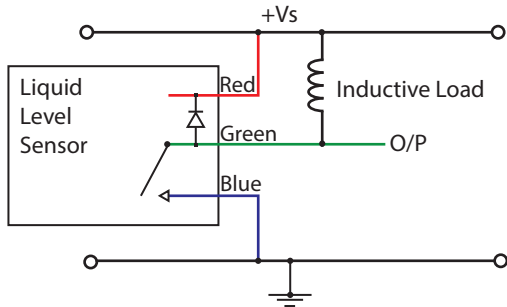 +Vs
Liquid
Level
Sensor
Red
Inductive Load
Green
O/P
Blue